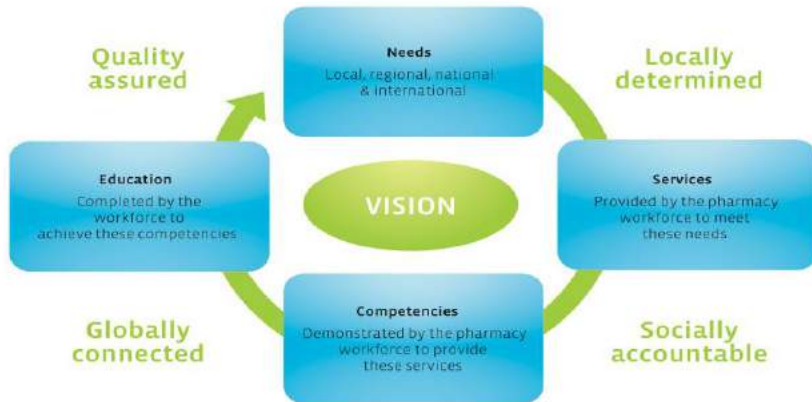 Quality
assured
Needs
Local, regional, national
& international
Locally
determined
Education
Completed by the
workforce to
achieve these competencies
VISION
Services
Provided by the pharmacy
workforce to meet
these needs
Globally
connected
Competencies
Demonstrated by the pharmacy
workforce to provide
these services
Socially
accountable